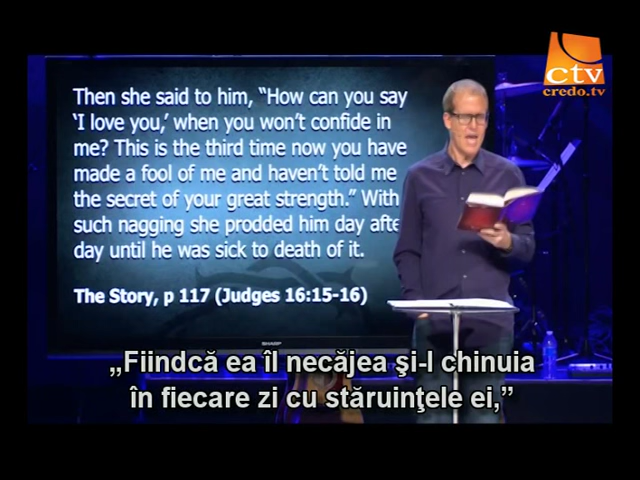 ctv
credo.tv
Then she said to him, “How can you say
‘I love you,’ when you won’t confide in
me? This is the third time now you have
made a fool of me and haven’t told me
the secret of your great strength.” With
such nagging she prodded him day afte
day until he was sick to death of it.
The Story, p 117 (Judges 16:15-16)
SHARP
„Fiindcă ea îl necăjea şi-l chinuia
în fiecare zi cu stăruinţele ei,”